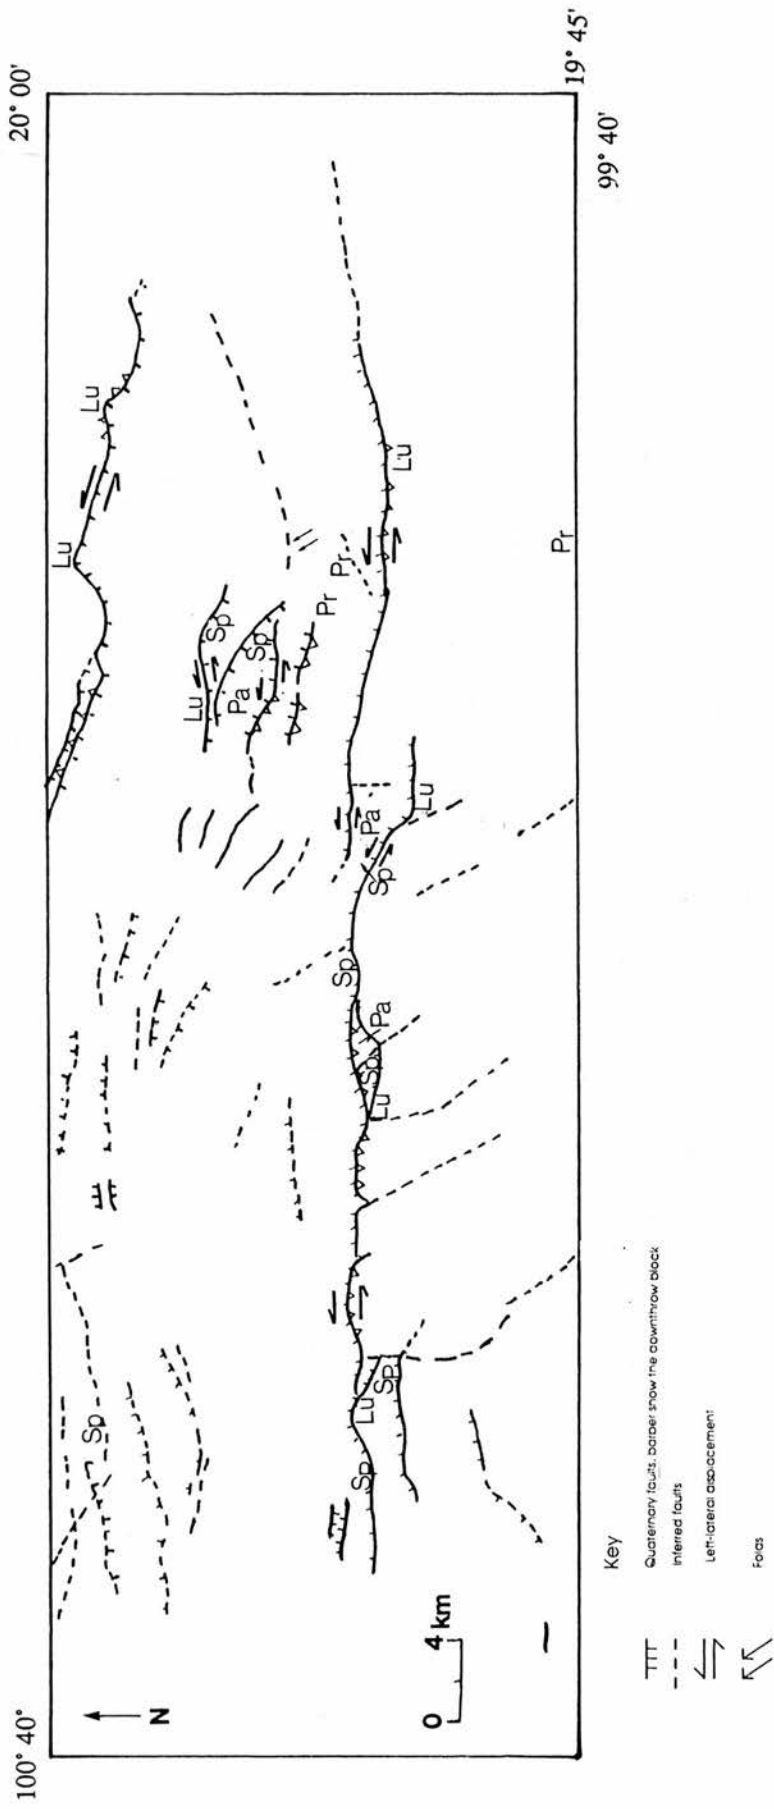 100° 40'
20° 00'
Lu
Lu
Sp
N
Lu
Sp
Pa
Sp
Pr
Pr
Sp
Sp
Lu
Sp
Lu
Sp
Pa
Sp
Pa
Lu
Lu
0 4 km
Pr
19° 45'
99° 40'
Key
Quaternary faults, barber show the downthrow block
Inferred faults
Left-lateral displacement
Folds